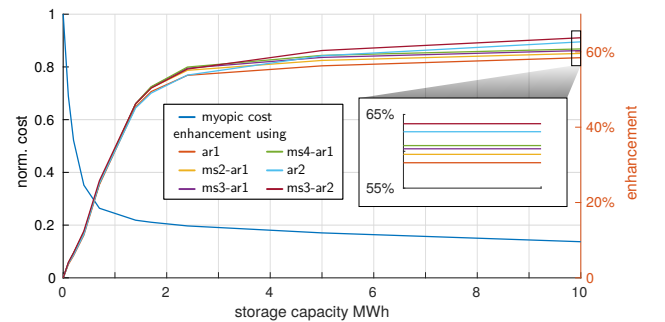 1
0.8
0.6
0.4
0.2
0
norm. cost
0
2
4
6
8
10
storage capacity MWh
60%
40%
20%
0
enhancement
myopic cost
enhancement using
ar1
ms4-ar1
ms2-ar1
ar2
ms3-ar1
ms3-ar2
65%
55%